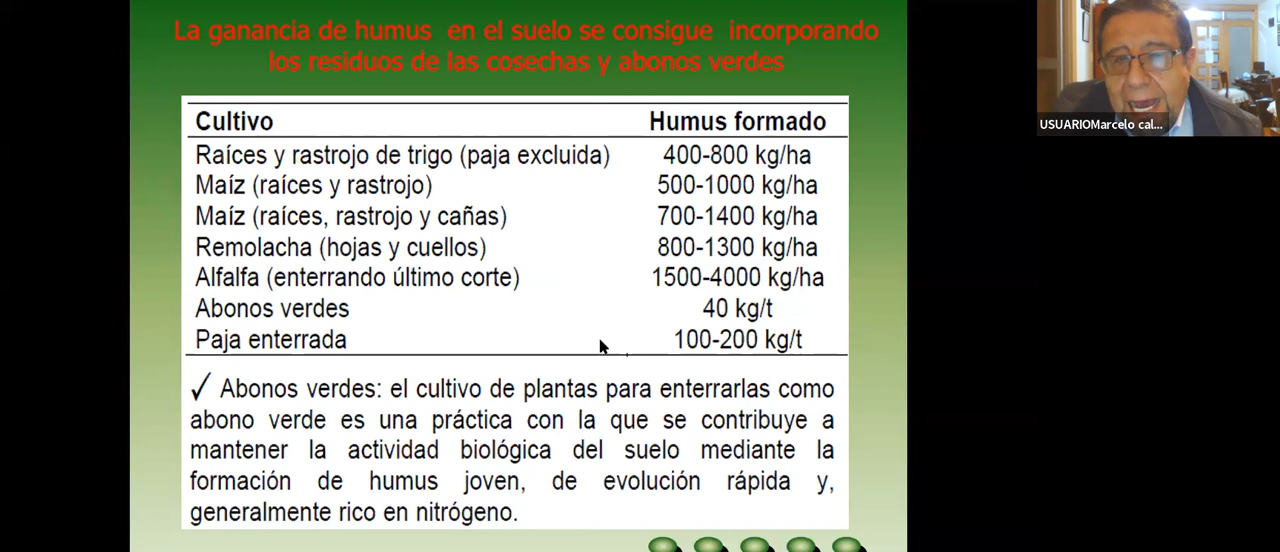 La ganancia de humus en el suelo se consigue incorporando
los residuos de las cosechas y abonos verdes
USUARIOMarcelo cal...
Cultivo Humus formado
Raíces y rastrojo de trigo (paja excluida) 400-800 kg/ha
Maíz (raíces y rastrojo) 500-1000 kg/ha
Maíz (raíces, rastrojo y cañas) 700-1400 kg/ha
Remolacha (hojas y cuellos) 800-1300 kg/ha
Alfalfa (enterrando último corte) 1500-4000 kg/ha
Abonos verdes 40 kg/t
Paja enterrada 100-200 kg/t
✓ Abonos verdes: el cultivo de plantas para enterrarlas como
abono verde es una práctica con la que se contribuye a
mantener la actividad biológica del suelo mediante la
formación de humus joven, de evolución rápida y,
generalmente rico en nitrógeno.